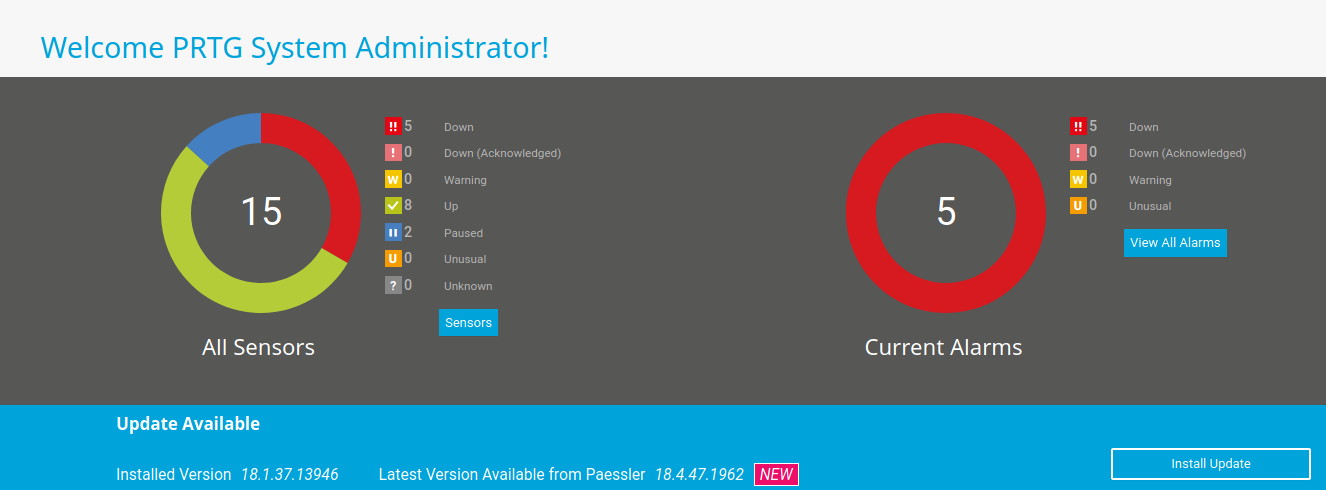 Welcome PRTG System Administrator!
15
!! 5 Down
! 0 Down (Acknowledged)
W 0 Warning
8 Up
2 Paused
U 0 Unusual
? 0 Unknown
Sensors
All Sensors
5
!! 5 Down
! 0 Down (Acknowledged)
W 0 Warning
U 0 Unusual
View All Alarms
Current Alarms
Update Available
Installed Version 18.1.37.13946 Latest Version Available from Paessler 18.4.47.1962 NEW
Install Update